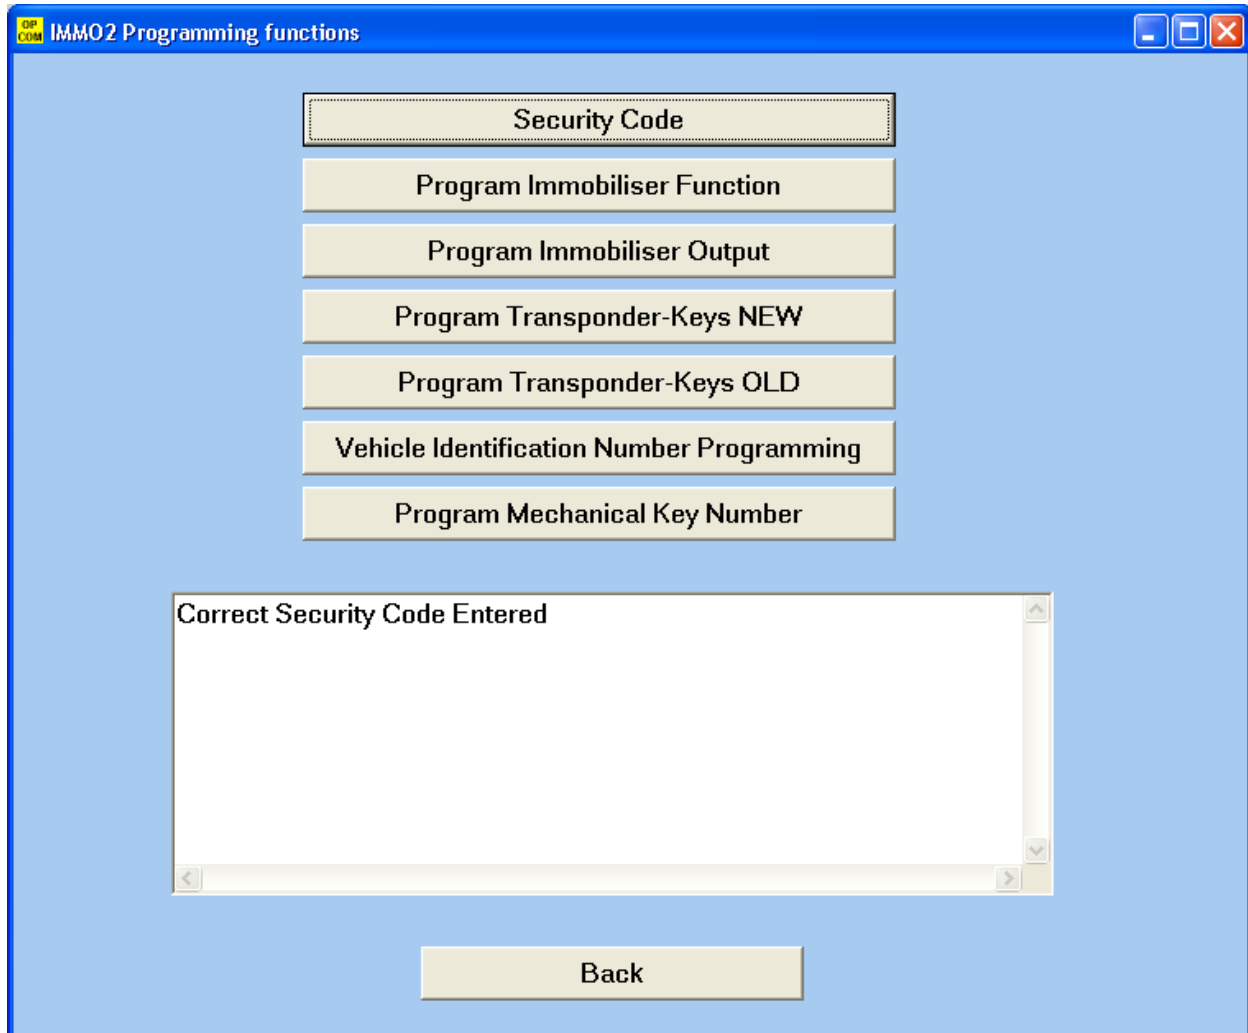 OP
COM
IMMO2 Programming functions
Security Code
Program Immobiliser Function
Program Immobiliser Output
Program Transponder-Keys NEW
Program Transponder-Keys OLD
Vehicle Identification Number Programming
Program Mechanical Key Number
Correct Security Code Entered
Back